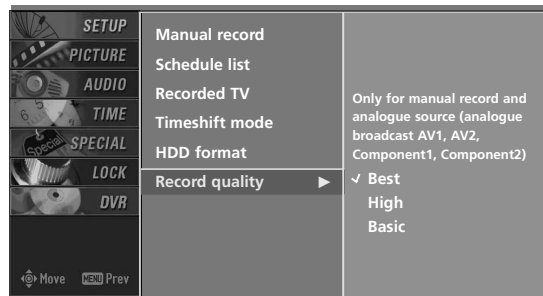 SETUP
PICTURE
AUDIO
TIME
SPECIAL
LOCK
DVR
Move MENU Prev
Manual record
Schedule list
Recorded TV
Timeshift mode
HDD format
Record quality ►
Only for manual record and
analogue source (analogue
broadcast AV1, AV2,
Component1, Component2)
✓ Best
High
Basic